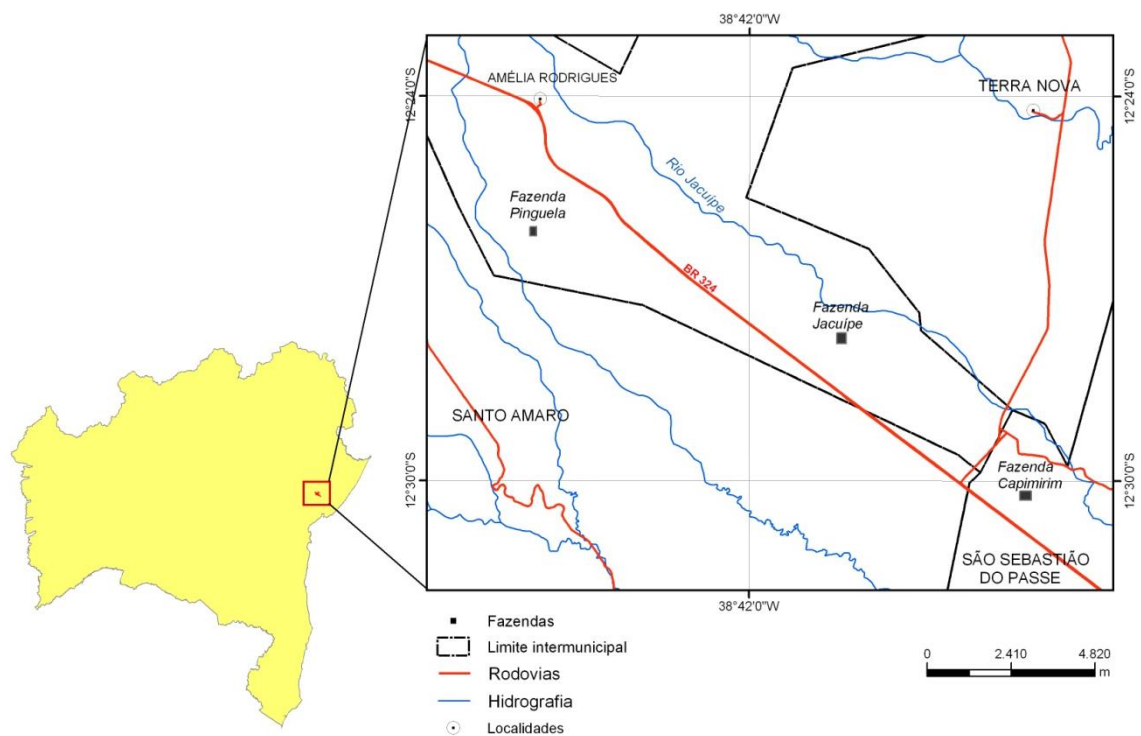 38°42'0"W
AMÉLIA RODRIGUES
TERRA NOVA
12°24'0"S
12°24'0"S
Rio Jacuípe
Fazenda
Pinguela
BR 324
Fazenda
Jacuípe
SANTO AMARO
Fazenda
Capimirim
12°30'0"S
12°30'0"S
SÃO SEBASTIÃO
DO PASSE
38°42'0"W
Fazendas
Limite intermunicipal
Rodovias
Hidrografia
Localidades
0 2.410 4.820
m